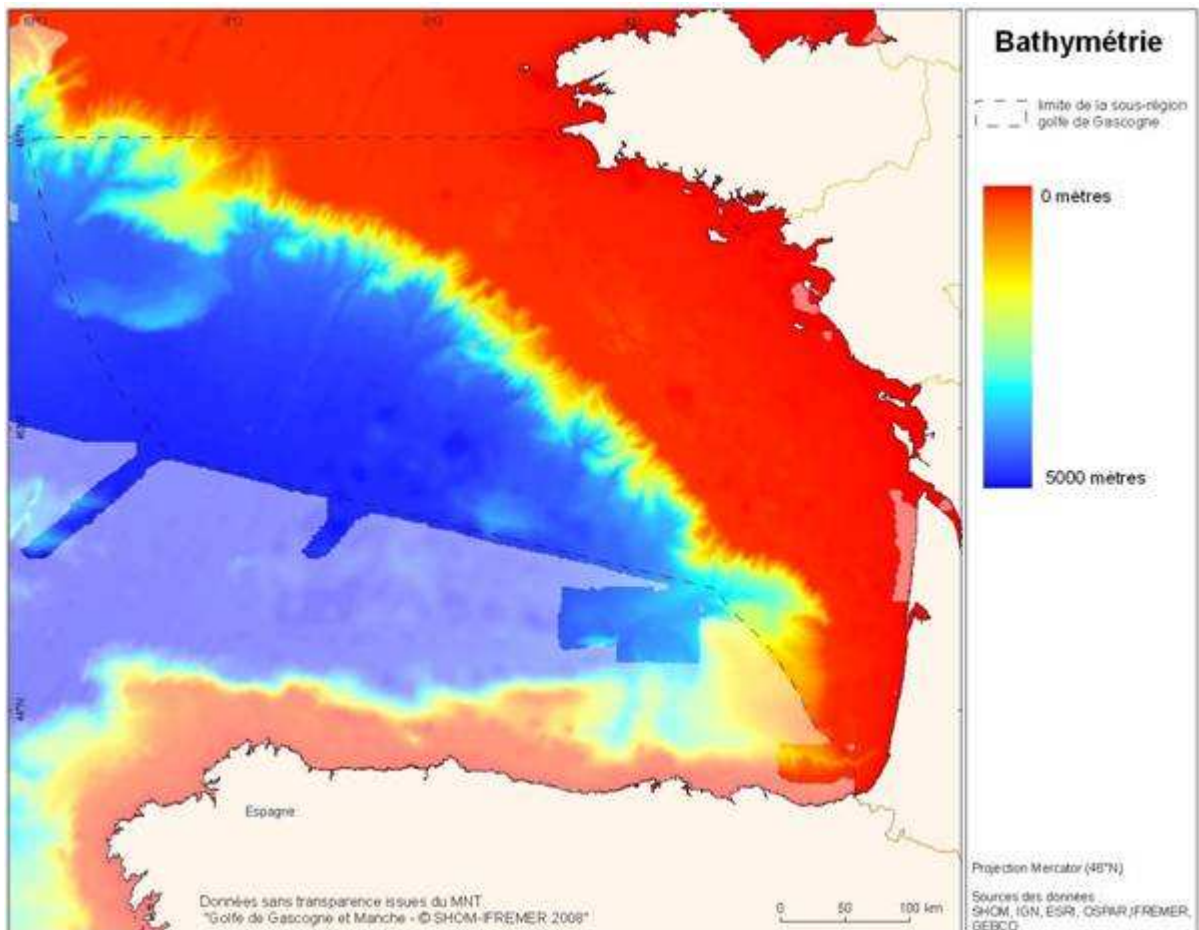 Bathymétrie
limite de la sous-région
golfe de Gascogne
0 mètres
5000 mètres
Espagne
Données sans transparence issues du MNT
"Golfe de Gascogne et Manche - © SHOM-IFREMER 2008"
0 50 100 km
Projection Mercator (46°N)
Sources des données
SHOM, IGN, ESRI, OSPAR, IFREMER,
GEBCO